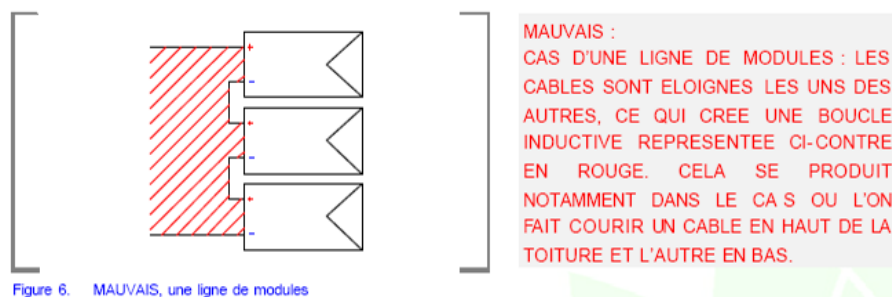 +
-
+
-
+
-
MAUVAIS :
CAS D'UNE LIGNE DE MODULES : LES
CABLES SONT ELOIGNES LES UNS DES
AUTRES, CE QUI CREE UNE BOUCLE
INDUCTIVE REPRESENTEE CI-CONTRE
EN ROUGE. CELA SE PRODUIT
NOTAMMENT DANS LE CA S OU L'ON
FAIT COURIR UN CABLE EN HAUT DE LA
TOITURE ET L'AUTRE EN BAS.
Figure 6. MAUVAIS, une ligne de modules